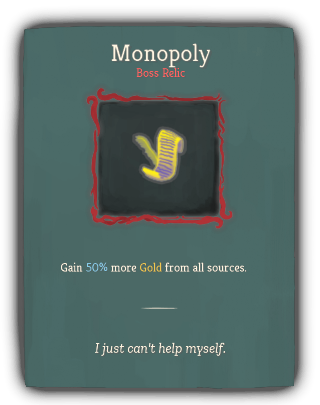 Monopoly
Boss Relic
Gain 50% more Gold from all sources.
I just can't help myself.